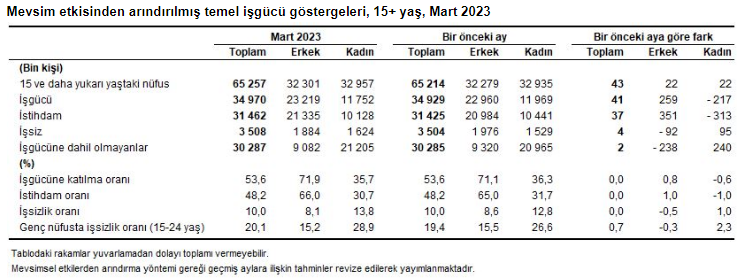 Mevsim etkisinden arındırılmış temel işgücü göstergeleri, 15+ yaş, Mart 2023
Mart 2023 Bir önceki ay Bir önceki aya göre fark
Toplam Erkek Kadın Toplam Erkek Kadın Toplam Erkek Kadın
(Bin kişi)
15 ve daha yukarı yaştaki nüfus 65 257 32 301 32 957 65 214 32 279 32 935 43 22 22
İşgücü 34 970 23 219 11 752 34 929 22 960 11 969 41 259 - 217
İstihdam 31 462 21 335 10 128 31 425 20 984 10 441 37 351 - 313
İşsiz 3 508 1 884 1 624 3 504 1 976 1 529 4 - 92 95
İşgücüne dahil olmayanlar 30 287 9 082 21 205 30 285 9 320 20 965 2 - 238 240
(%)
İşgücüne katılma oranı 53,6 71,9 35,7 53,6 71,1 36,3 0,0 0,8 -0,6
İstihdam oranı 48,2 66,0 30,7 48,2 65,0 31,7 0,0 1,0 -1,0
İşsizlik oranı 10,0 8,1 13,8 10,0 8,6 12,8 0,0 -0,5 1,0
Genç nüfusta işsizlik oranı (15-24 yaş) 20,1 15,2 28,9 19,4 15,5 26,6 0,7 -0,3 2,3
Tablodaki rakamlar yuvarlamadan dolayı toplamı vermeyebilir.
Mevsimsel etkilerden arındırma yöntemi gereği geçmiş aylara ilişkin tahminler revize edilerek yayımlanmaktadır.